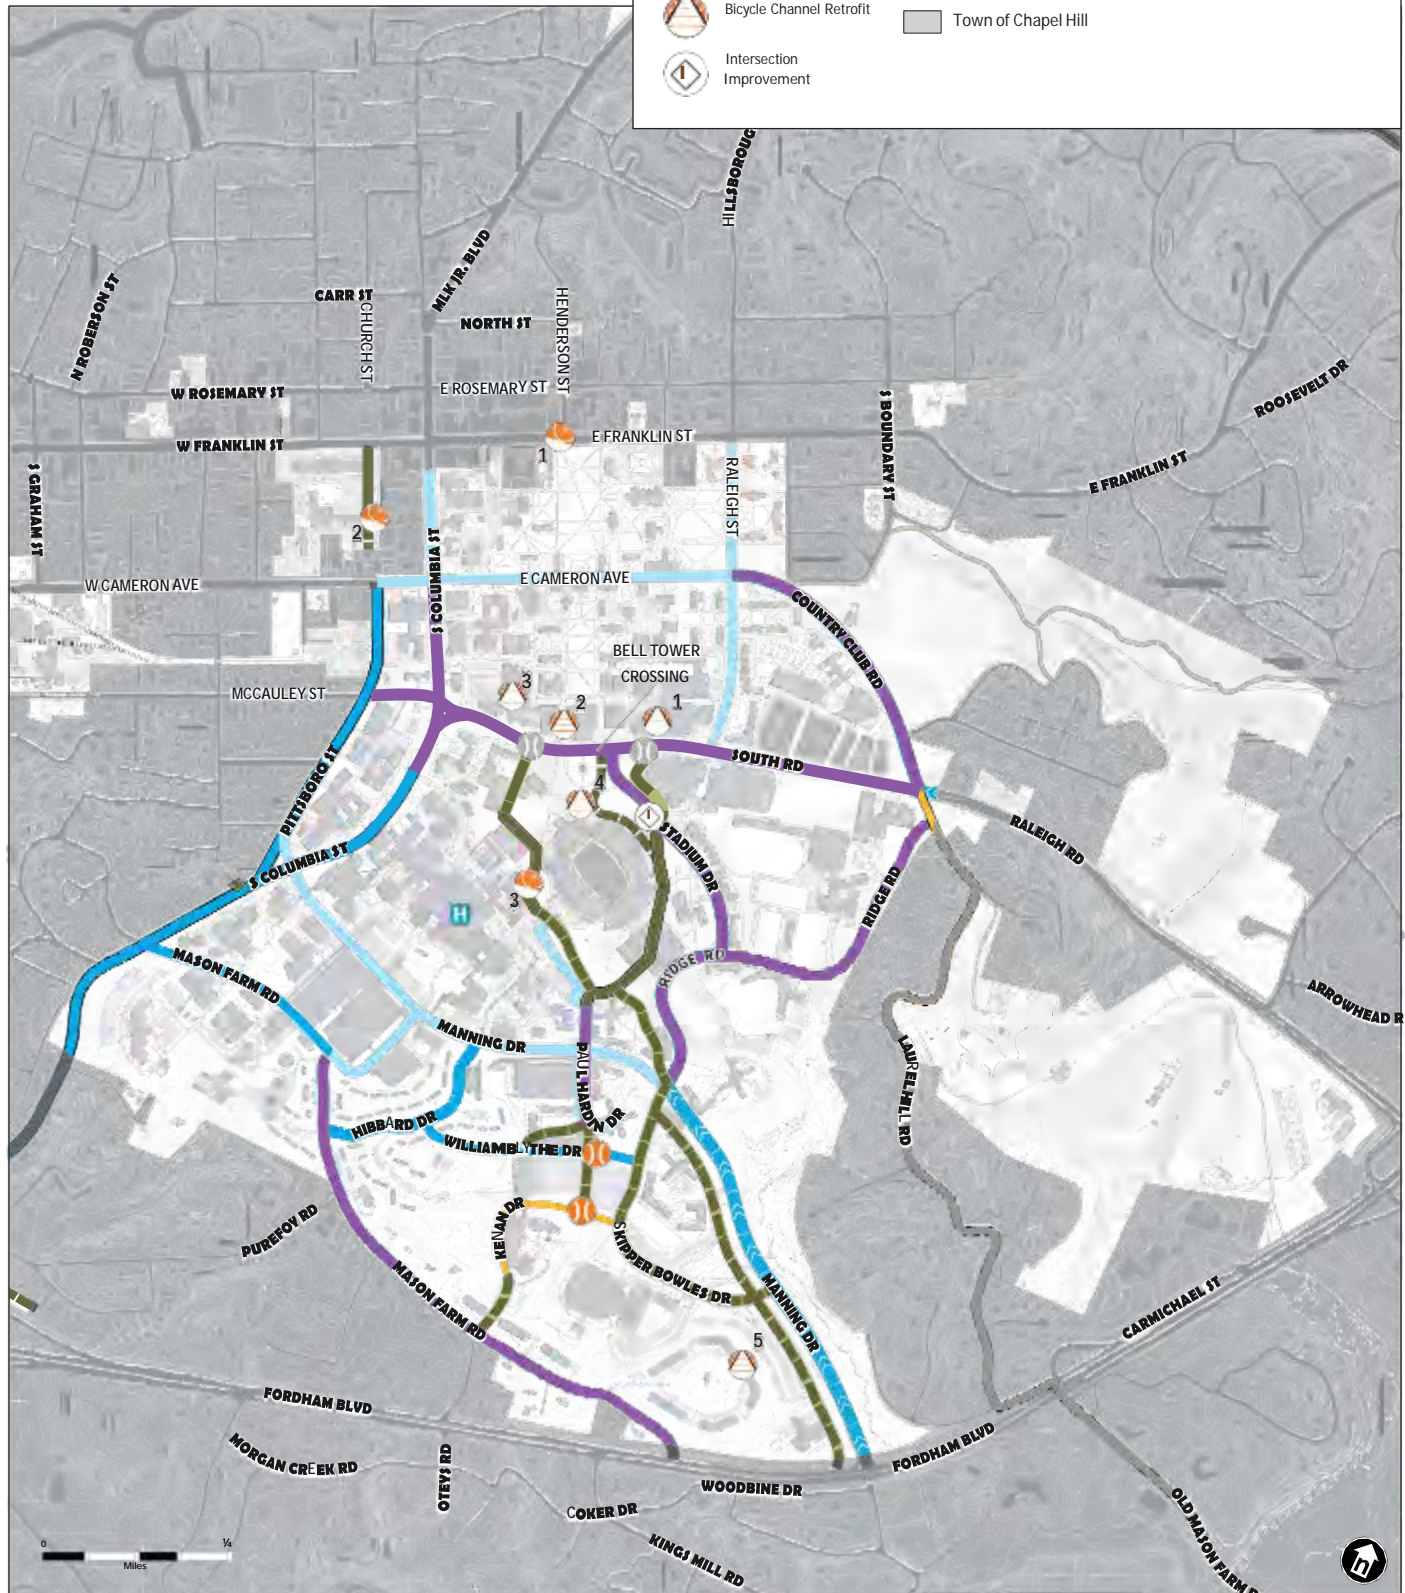 Bicycle Channel Retrofit
Town of Chapel Hill
Intersection
Improvement
HILLSBOROUG
MLK JR. BLVD
N ROBERSON ST
CARR ST
CHURCH ST
HENDERSON ST
NORTH ST
W ROSEMARY ST
E ROSEMARY ST
ROOSEVELT DR
W FRANKLIN ST
E FRANKLIN ST
1
S BOUNDARY ST
E FRANKLIN ST
S GRAHAM ST
RALEIGH ST
2
S COLUMBIA ST
W CAMERON AVE
E CAMERON AVE
COUNTRY CLUB RD
BELL TOWER
CROSSING
MCCAULEY ST
3
2
1
SOUTH RD
PITTSBORO ST
4
STADIUM DR
RALEIGH RD
S COLUMBIA ST
RIDGE RD
3
H
MASON FARM RD
RIDGE RD
ARROWHEAD R
MANNING DR
PAUL HARDIN DR
LAUREL HILL RD
HIBBARD DR
WILLIAM BLYTHE DR
KENAN DR
PUREFOY RD
SKIPPER BOWLES DR
MASON FARM RD
MANNING DR
CARMICHAEL ST
5
FORDHAM BLVD
FORDHAM BLVD
MORGAN CREEK RD
OTEYS RD
WOODBINE DR
COKER DR
OLD MASON FARM R
KINGS MILL RD
0
1/4
Miles
n